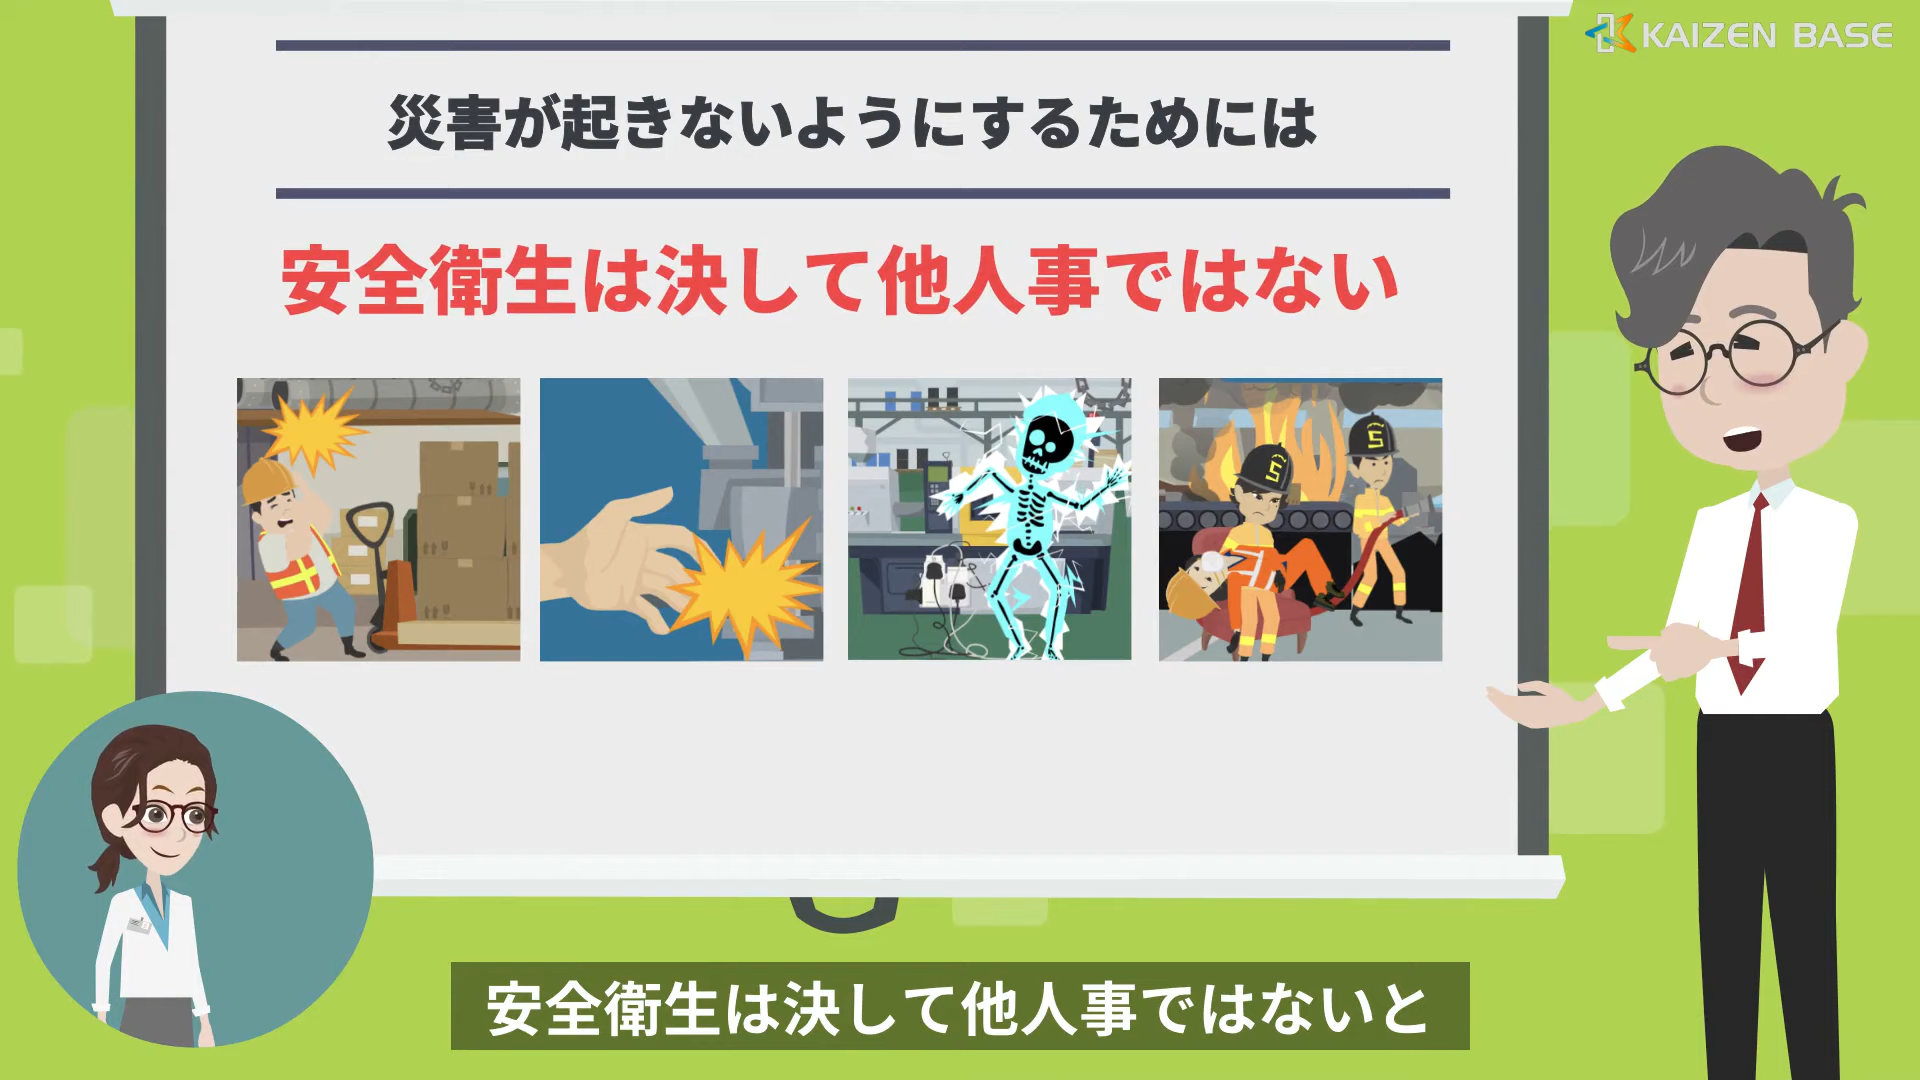 KAIZEN BASE
災害が起きないようにするためには
安全衛生は決して他人事ではない
5
5
安全衛生は決して他人事ではないと